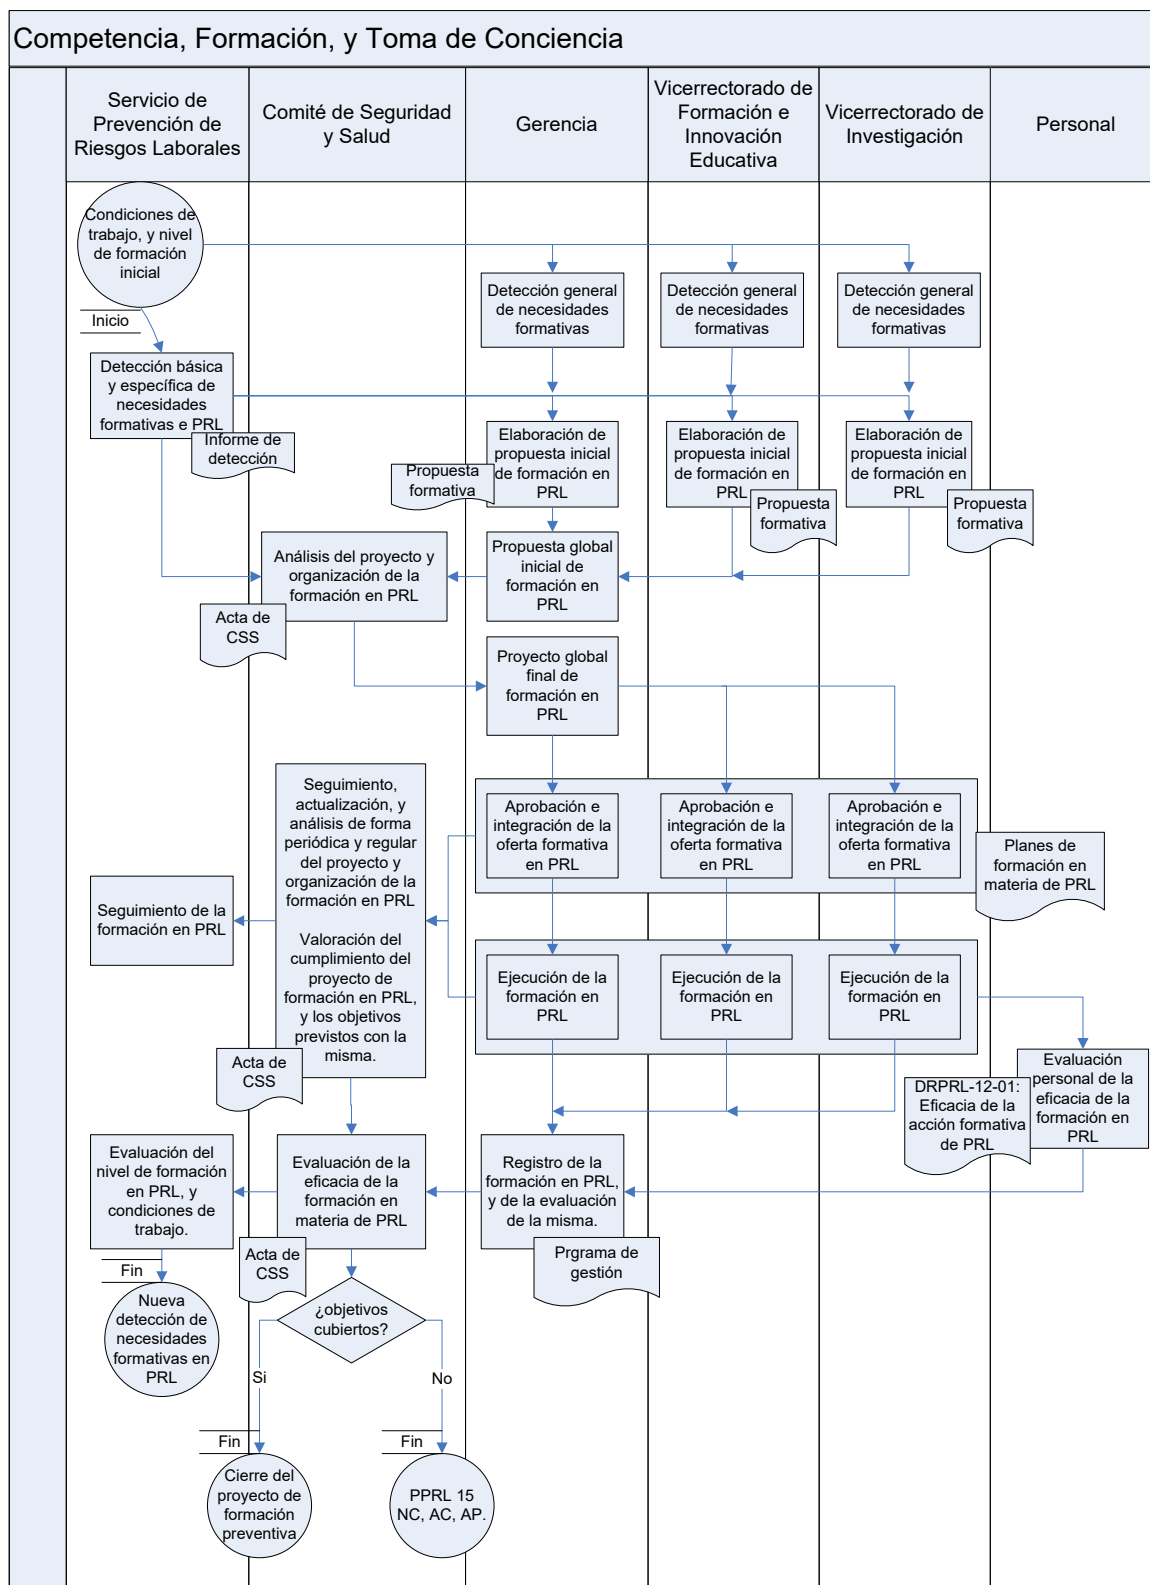 Competencia, Formación, y Toma de Conciencia
Servicio de
Prevención de
Riesgos Laborales
Comité de Seguridad
y Salud
Gerencia
Vicerrectorado de
Formación e
Innovación
Educativa
Vicerrectorado de
Investigación
Personal
Condiciones de
trabajo, y nivel
de formación
inicial
Inicio
Detección general
de necesidades
formativas
Detección general
de necesidades
formativas
Detección general
de necesidades
formativas
Detección básica
y específica de
necesidades
formativas e PRL
Informe de
detección
Elaboración de
propuesta inicial
de formación en
PRL
Propuesta
formativa
Elaboración de
propuesta inicial
de formación en
PRL
Propuesta
formativa
Elaboración de
propuesta inicial
de formación en
PRL
Propuesta
formativa
Análisis del proyecto y
organización de la
formación en PRL
Acta de
CSS
Propuesta global
inicial de
formación en
PRL
Proyecto global
final de
formación en
PRL
Seguimiento,
actualización, y
análisis de forma
periódica y regular
del proyecto y
organización de la
formación en PRL
Valoración del
cumplimiento del
proyecto de
formación en PRL,
y los objetivos
previstos con la
misma.
Acta de
CSS
Aprobación e
integración de la
oferta formativa
en PRL
Aprobación e
integración de la
oferta formativa
en PRL
Aprobación e
integración de la
oferta formativa
en PRL
Planes de
formación en
materia de PRL
Seguimiento de la
formación en PRL
Ejecución de la
formación en
PRL
Ejecución de la
formación en
PRL
Ejecución de la
formación en
PRL
Evaluación
personal de la
eficacia de la
formación en
PRL
DRPRL-12-01:
Eficacia de la
acción formativa
de PRL
Evaluación del
nivel de formación
en PRL, y
condiciones de
trabajo.
Evaluación de la
eficacia de la
formación en
materia de PRL
Acta de
CSS
Registro de la
formación en PRL,
y de la evaluación
de la misma.
Prgrama de
gestión
Fin
Nueva
detección de
necesidades
formativas en
PRL
¿objetivos
cubiertos?
Si
No
Fin
Fin
Cierre del
proyecto de
formación
preventiva
PPRL 15
NC, AC, AP.